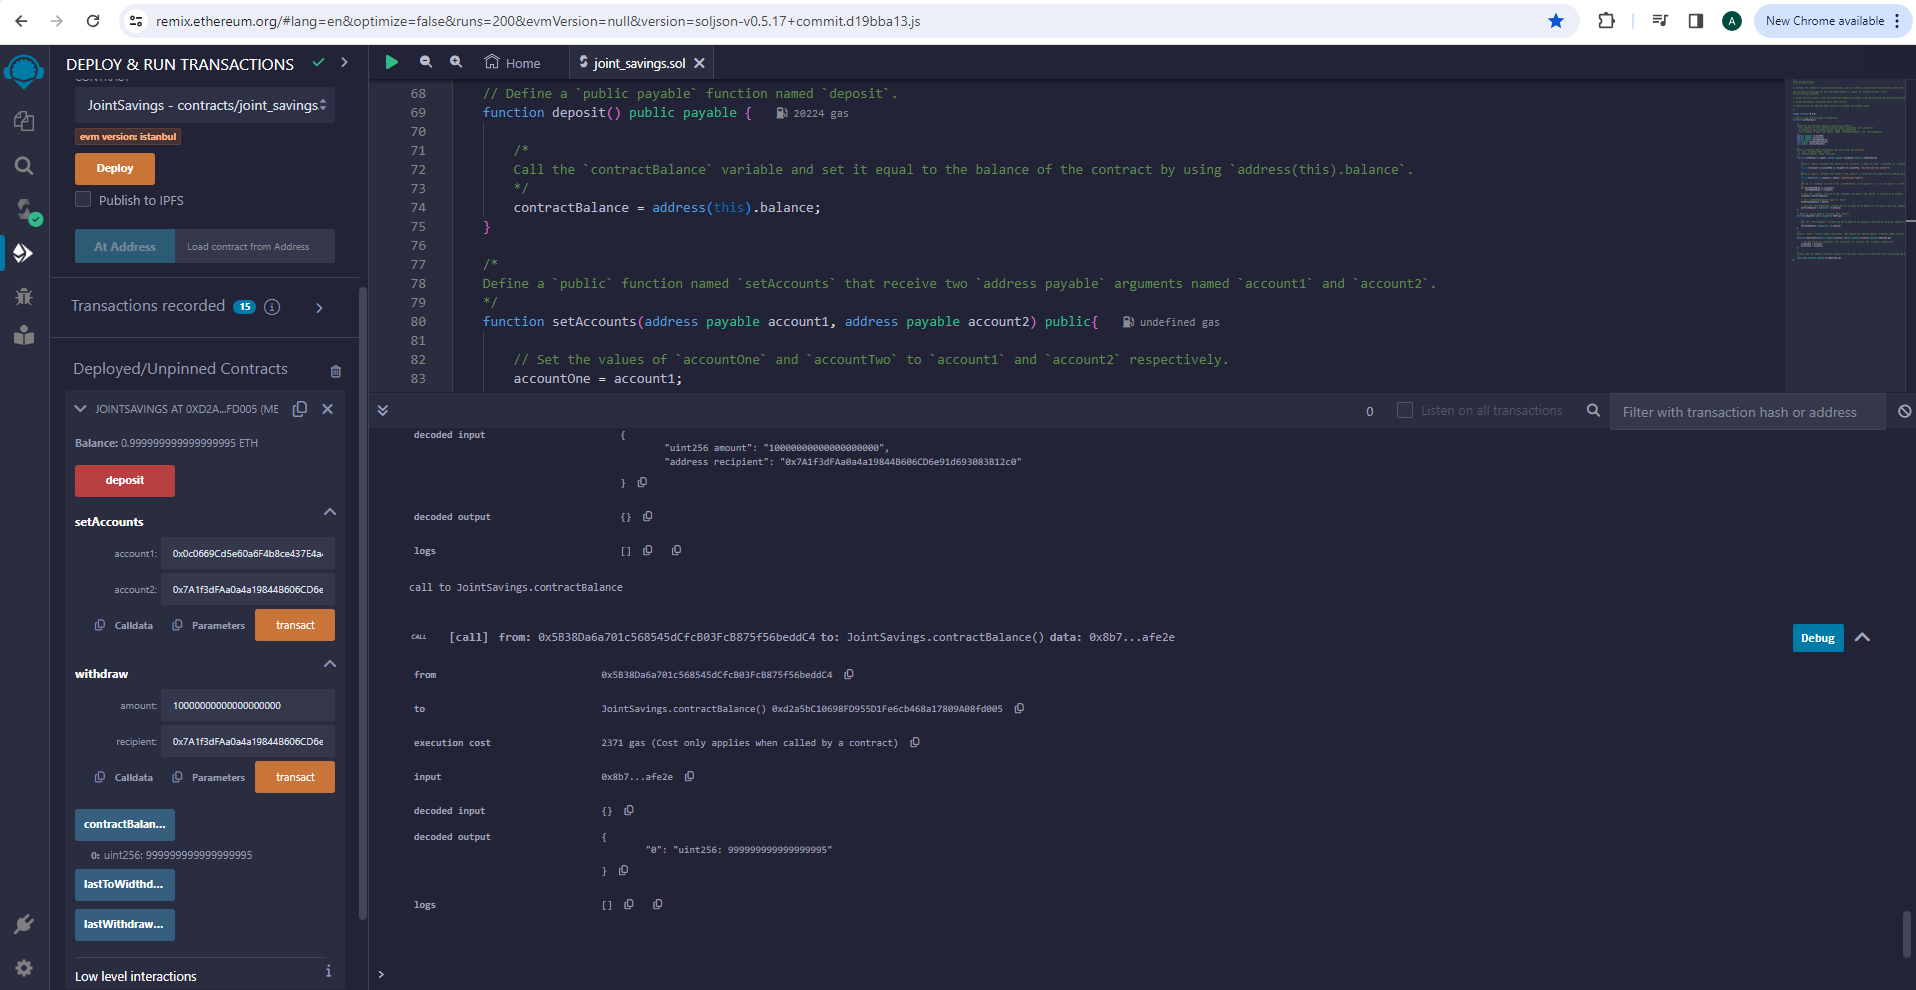 remix.ethereum.org/#lang=en&optimize=false&runs=200&evmVersion=null&version=soljson-v0.5.17+commit.d19bba13.js
A
New Chrome available
DEPLOY & RUN TRANSACTIONS
CONTRACT
JointSavings - contracts/joint_savings.
evm version: istanbul
Deploy
Publish to IPFS
At Address
Load contract from Address
Transactions recorded 15
Deployed/Unpinned Contracts
JOINTSAVINGS AT 0XD2A...FD005 (ME
Balance: 0.999999999999999995 ETH
deposit
setAccounts
account1: 0x0c0669Cd5e60a6F4b8ce437E4a
account2: 0x7A1f3dFAa0a4a19844B606CD6e
Calldata Parameters transact
withdraw
amount: 10000000000000000000
recipient: 0x7A1f3dFAa0a4a19844B606CD6e
Calldata Parameters transact
contractBalan...
0: uint256: 999999999999999995
lastToWidthd...
lastWithdraw...
Low level interactions
Home
joint_savings.sol
68 // Define a `public payable` function named `deposit`.
69 function deposit() public payable { 20224 gas
70
71 /*
72 Call the `contractBalance` variable and set it equal to the balance of the contract by using `address(this).balance`.
73 */
74 contractBalance = address(this).balance;
75 }
76
77 /*
78 Define a `public` function named `setAccounts` that receive two `address payable` arguments named `account1` and `account2`.
79 */
80 function setAccounts(address payable account1, address payable account2) public{ undefined gas
81
82 // Set the values of `accountOne` and `accountTwo` to `account1` and `account2` respectively.
83 accountOne = account1;
0 Listen on all transactions Filter with transaction hash or address
decoded input {
"uint256 amount": "10000000000000000000",
"address recipient": "0x7A1f3dFAa0a4a19844B606CD6e91d693083B12c0"
}
decoded output {}
logs []
call to JointSavings.contractBalance
CALL [call] from: 0x5B38Da6a701c568545dCfcB03FcB875f56beddC4 to: JointSavings.contractBalance() data: 0x8b7...afe2e Debug
from 0x5B38Da6a701c568545dCfcB03FcB875f56beddC4
to JointSavings.contractBalance() 0xd2a5bC10698FD955D1Fe6cb468a17809A08fd005
execution cost 2371 gas (Cost only applies when called by a contract)
input 0x8b7...afe2e
decoded input {}
decoded output {
"0": "uint256: 999999999999999995"
}
logs []
>